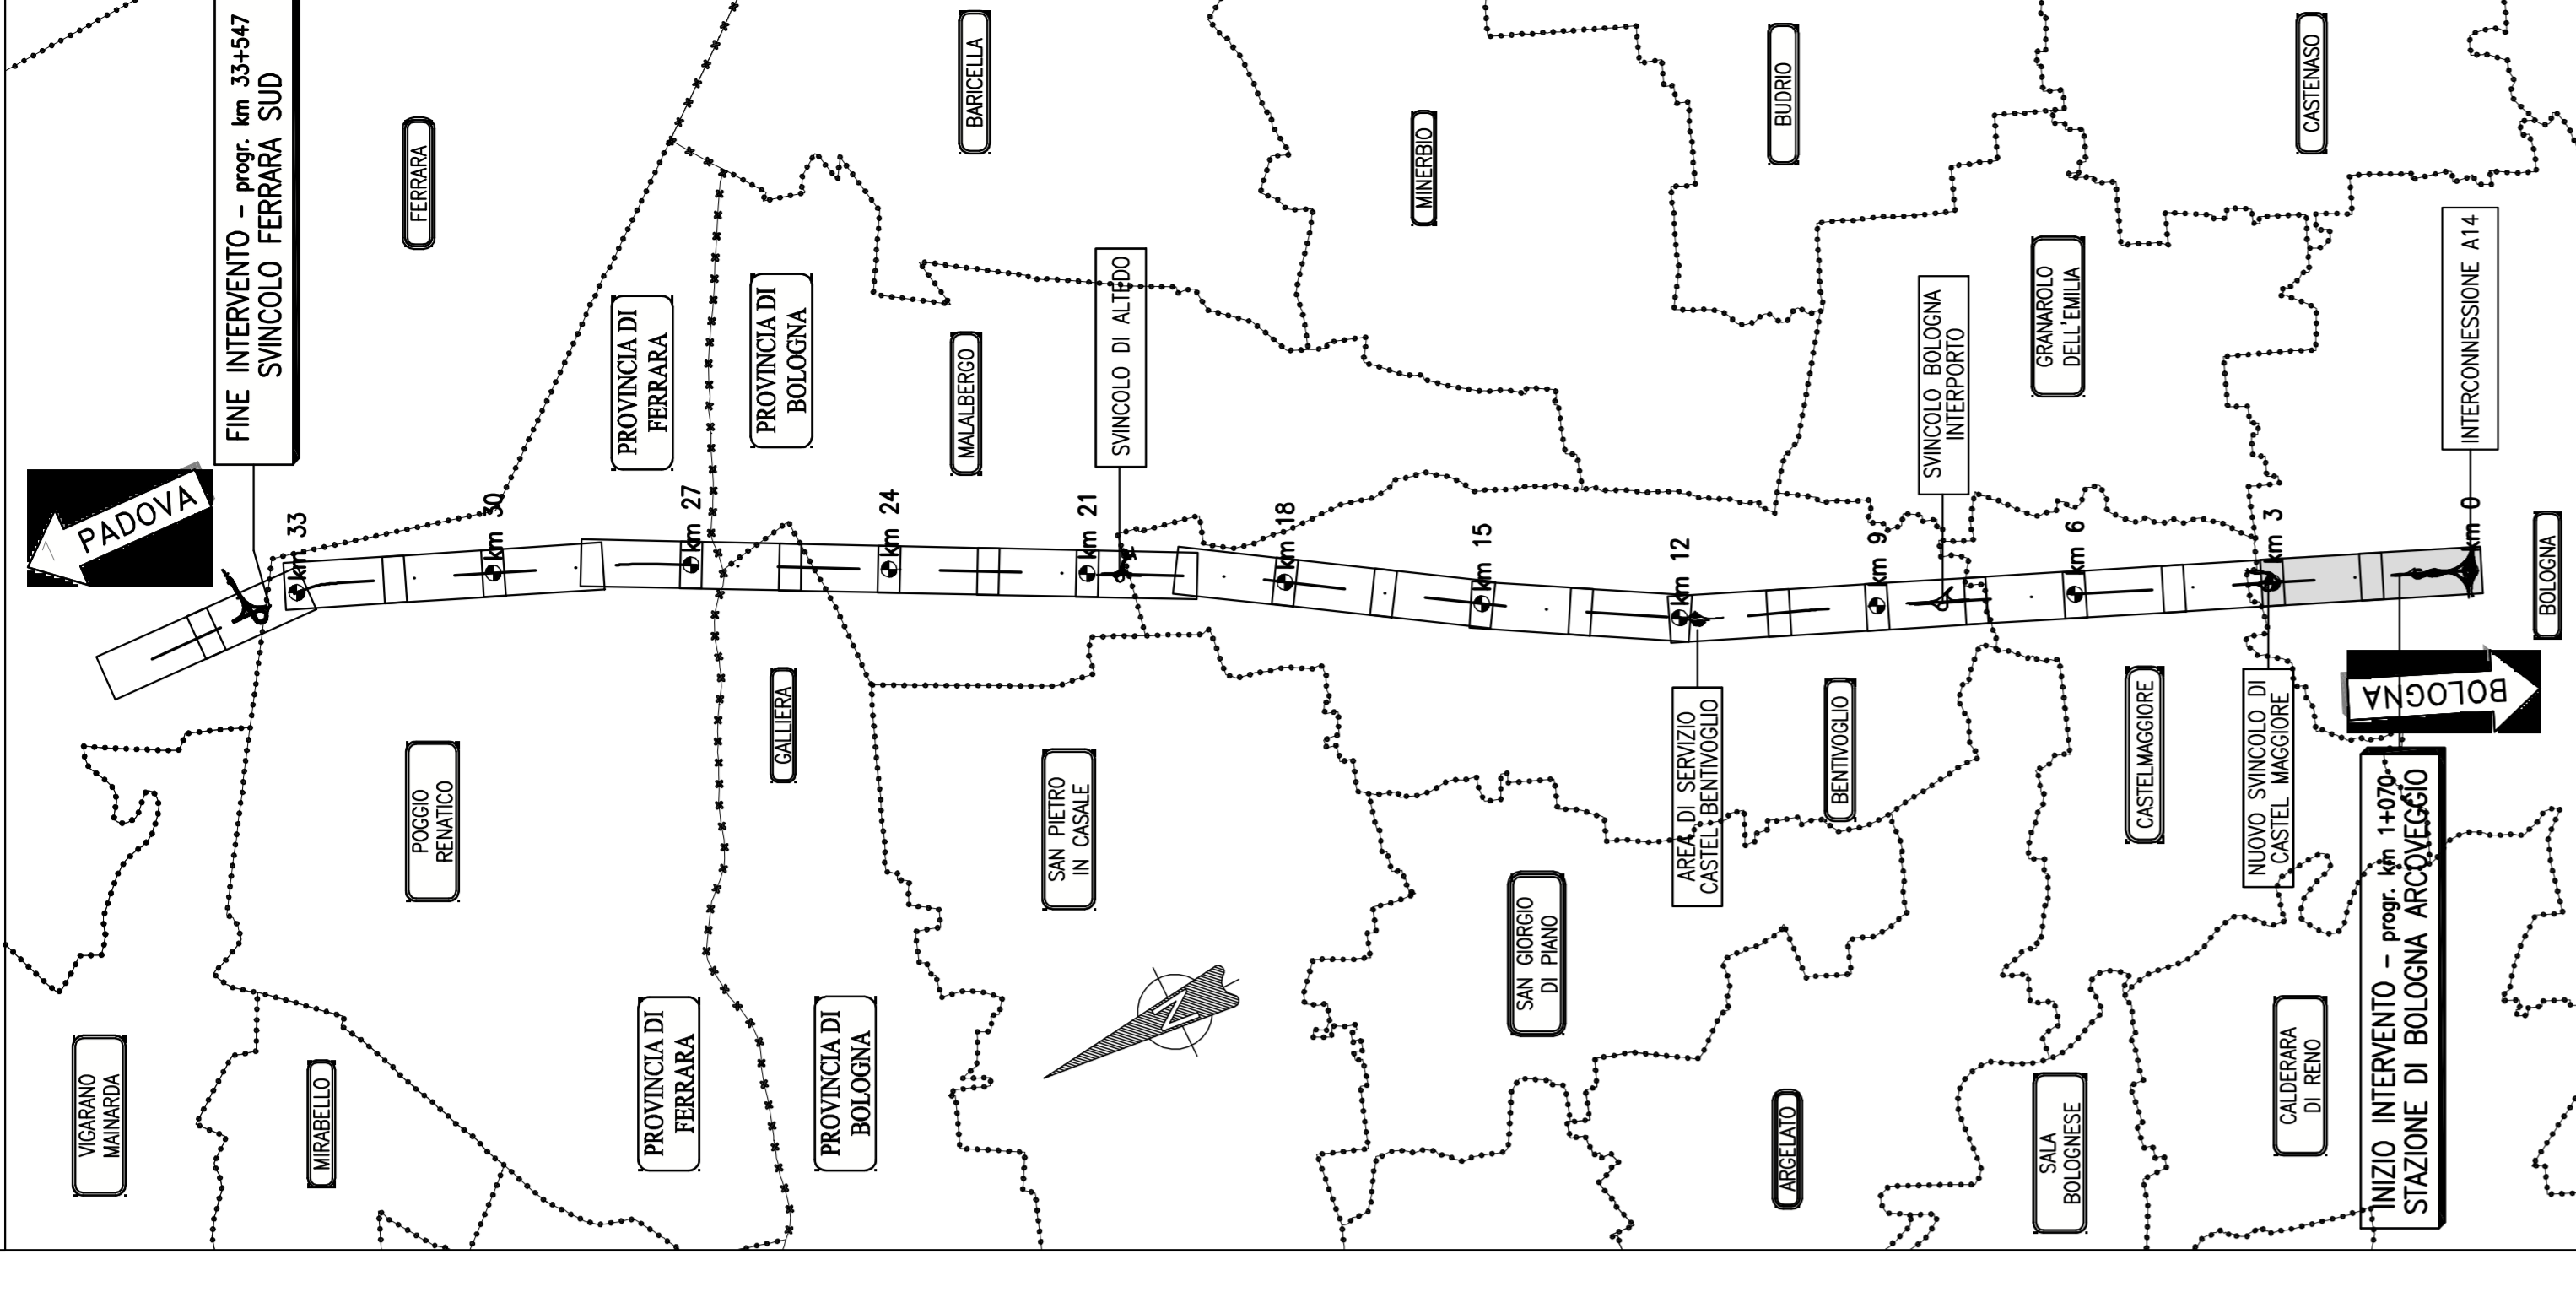 PADOVA
FINE INTERVENTO - progr. km 33+547
SVINCOLO FERRARA SUD
FERRARA
PROVINCIA DI
FERRARA
PROVINCIA DI
BOLOGNA
BARICELLA
MALALBERGO
SVINCOLO DI ALTEDO
MINERBIO
BUDRIO
SVINCOLO BOLOGNA
INTERPORTO
GRANAROLO
DELL'EMILIA
CASTENASO
INTERCONNESSIONE A14
km 33
km 30
km 27
km 24
km 21
km 18
km 15
km 12
km 9
km 6
km 3
km 0
BOLOGNA
BOLOGNA
POGGIO
RENATICO
GALLIERA
SAN PIETRO
IN CASALE
AREA DI SERVIZIO
CASTEL BENTIVOGLIO
BENTIVOGLIO
CASTELMAGGIORE
NUOVO SVINCOLO DI
CASTEL MAGGIORE
INIZIO INTERVENTO - progr. km 1+070
STAZIONE DI BOLOGNA ARCOVEGGIO
VIGARANO
MAINARDA
MIRABELLO
PROVINCIA DI
FERRARA
PROVINCIA DI
BOLOGNA
N
SAN GIORGIO
DI PIANO
ARGELATO
SALA
BOLOGNESE
CALDERARA
DI RENO